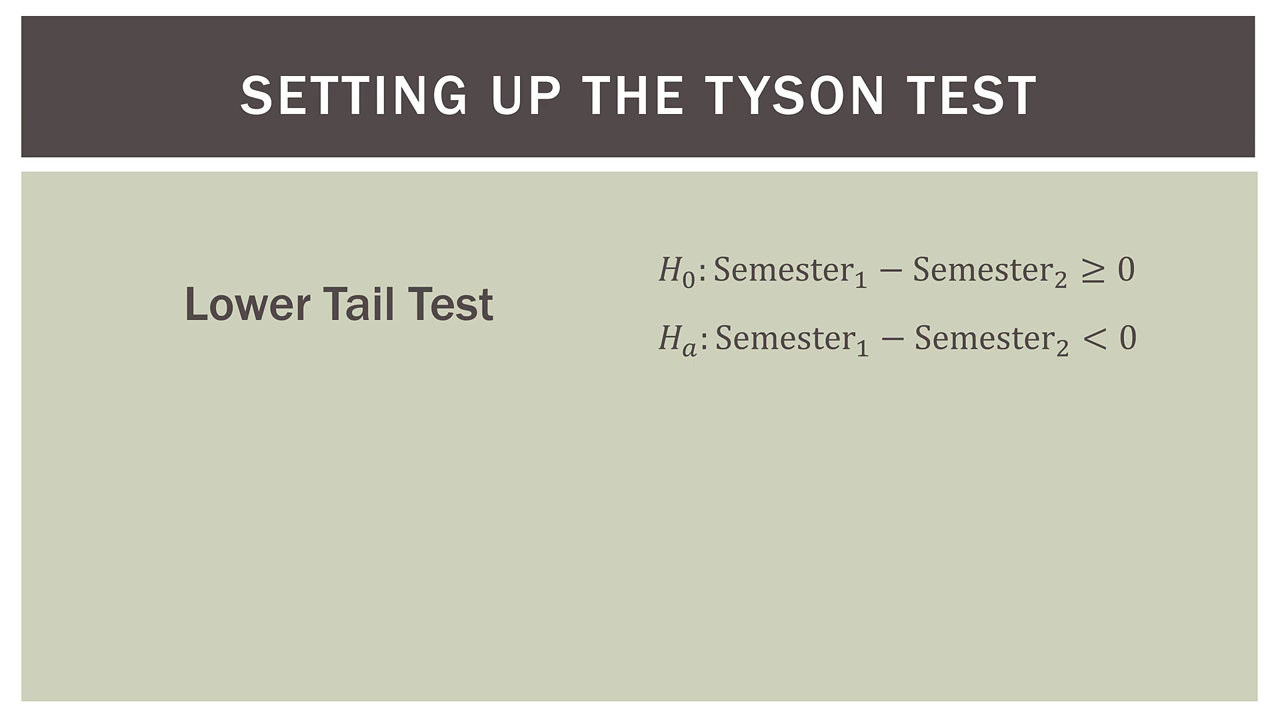 SETTING UP THE TYSON TEST
Lower Tail Test
H₀: Semester₁ − Semester₂ ≥ 0
Hₐ: Semester₁ − Semester₂ < 0